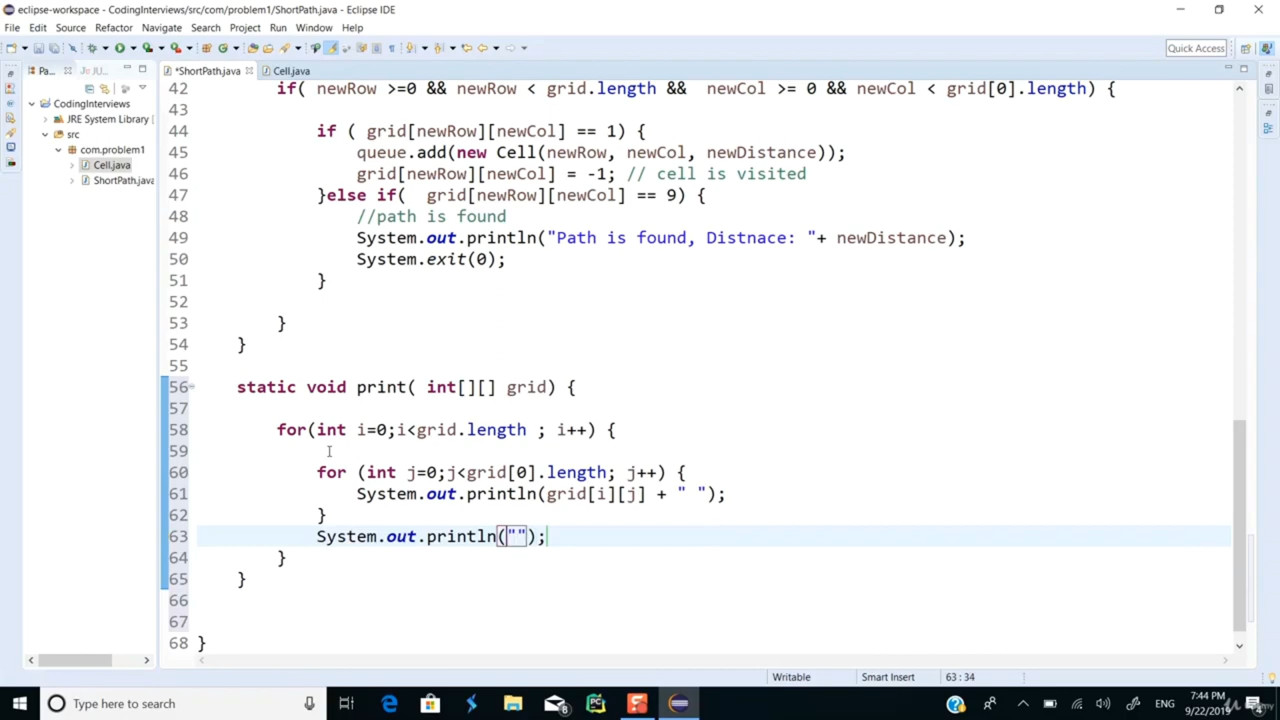 eclipse-workspace - CodingInterviews/src/com/problem1/ShortPath.java - Eclipse IDE
File Edit Source Refactor Navigate Search Project Run Window Help
Quick Access
Pa... JU...
*ShortPath.java Cell.java
CodingInterviews
JRE System Library
src
com.problem1
Cell.java
ShortPath.java
42 if( newRow >=0 && newRow < grid.length && newCol >= 0 && newCol < grid[0].length) {
43
44 if ( grid[newRow][newCol] == 1) {
45 queue.add(new Cell(newRow, newCol, newDistance));
46 grid[newRow][newCol] = -1; // cell is visited
47 }else if( grid[newRow][newCol] == 9) {
48 //path is found
49 System.out.println("Path is found, Distnace: "+ newDistance);
50 System.exit(0);
51 }
52
53 }
54 }
55
56 static void print( int[][] grid) {
57
58 for(int i=0;i<grid.length ; i++) {
59
60 for (int j=0;j<grid[0].length; j++) {
61 System.out.println(grid[i][j] + " ");
62 }
63 System.out.println("");
64 }
65 }
66
67
68 }
Writable Smart Insert 63 : 34
Type here to search
8
PC
ENG
7:44 PM
9/22/2019
4